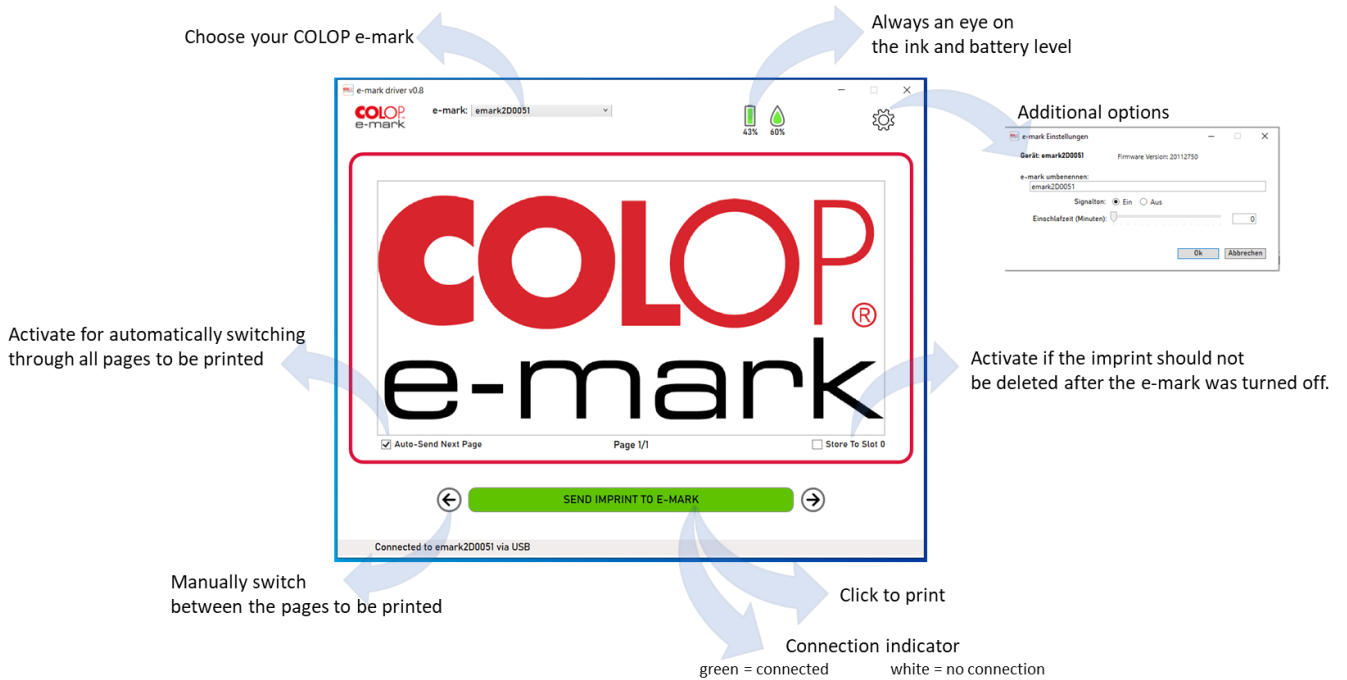 Choose your COLOP e-mark
Always an eye on
the ink and battery level
e-mark driver v0.8
COLOP
e-mark
e-mark:
emark2D0051
43%
60%
Additional options
e-mark Einstellungen
Gerät: emark2D0051
Firmware Version: 20112750
e-mark umbenennen:
emark2D0051
Signalton:
Ein
Aus
Einschlafzeit (Minuten):
0
Ok
Abbrechen
COLOP®
e-mark
Activate for automatically switching
through all pages to be printed
Activate if the imprint should not
be deleted after the e-mark was turned off.
Auto-Send Next Page
Page 1/1
Store To Slot 0
SEND IMPRINT TO E-MARK
Connected to emark2D0051 via USB
Manually switch
between the pages to be printed
Click to print
Connection indicator
green = connected
white = no connection